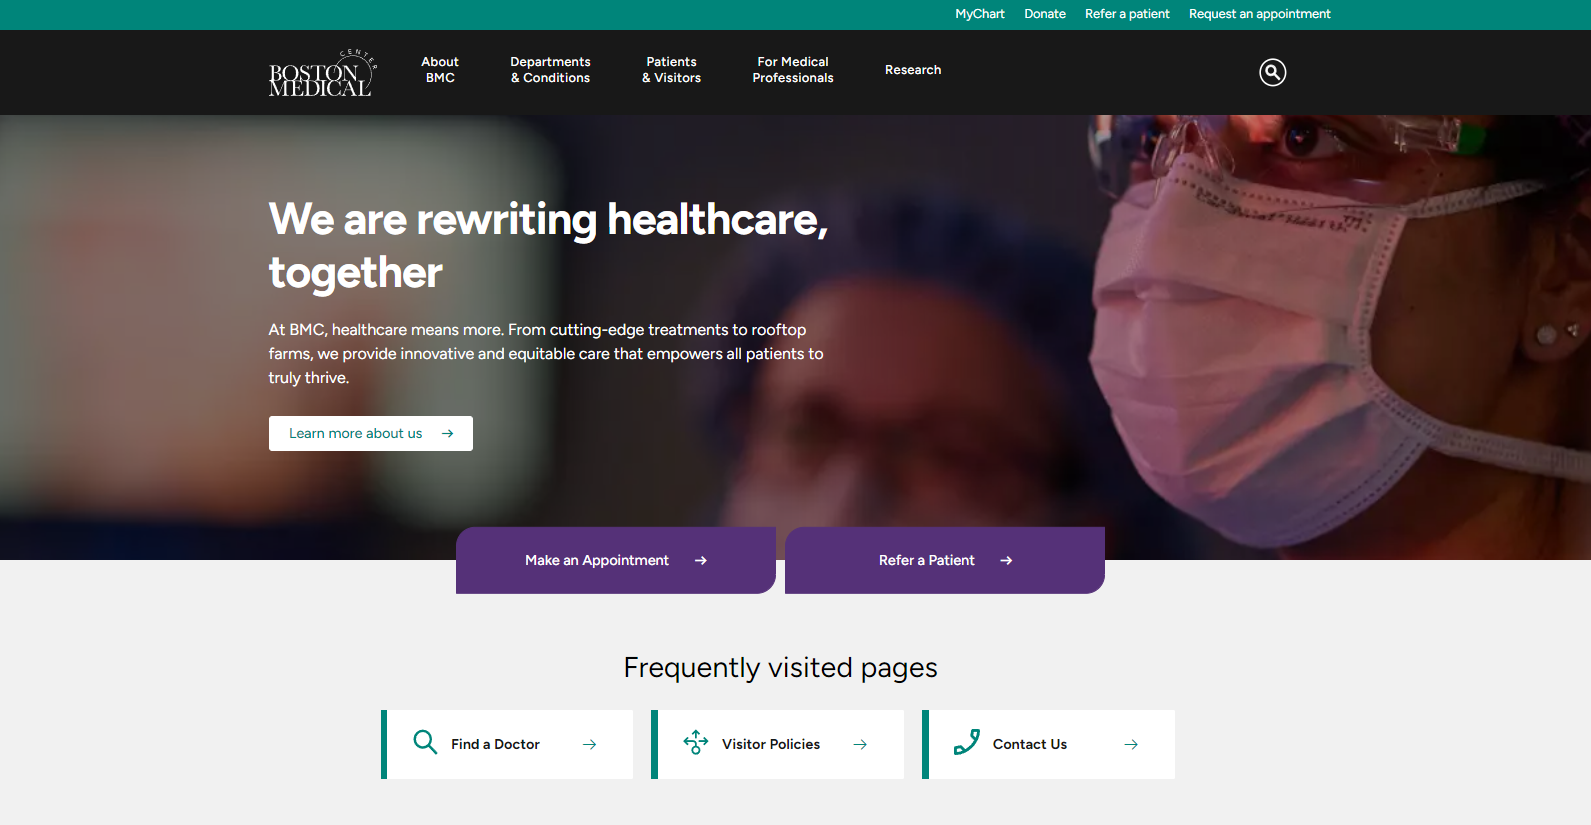 MyChart Donate Refer a patient Request an appointment
CENTER
BOSTON
MEDICAL
About
BMC
Departments
& Conditions
Patients
& Visitors
For Medical
Professionals
Research
We are rewriting healthcare,
together
At BMC, healthcare means more. From cutting-edge treatments to rooftop
farms, we provide innovative and equitable care that empowers all patients to
truly thrive.
Learn more about us →
Make an Appointment →
Refer a Patient →
Frequently visited pages
Find a Doctor →
Visitor Policies →
Contact Us →